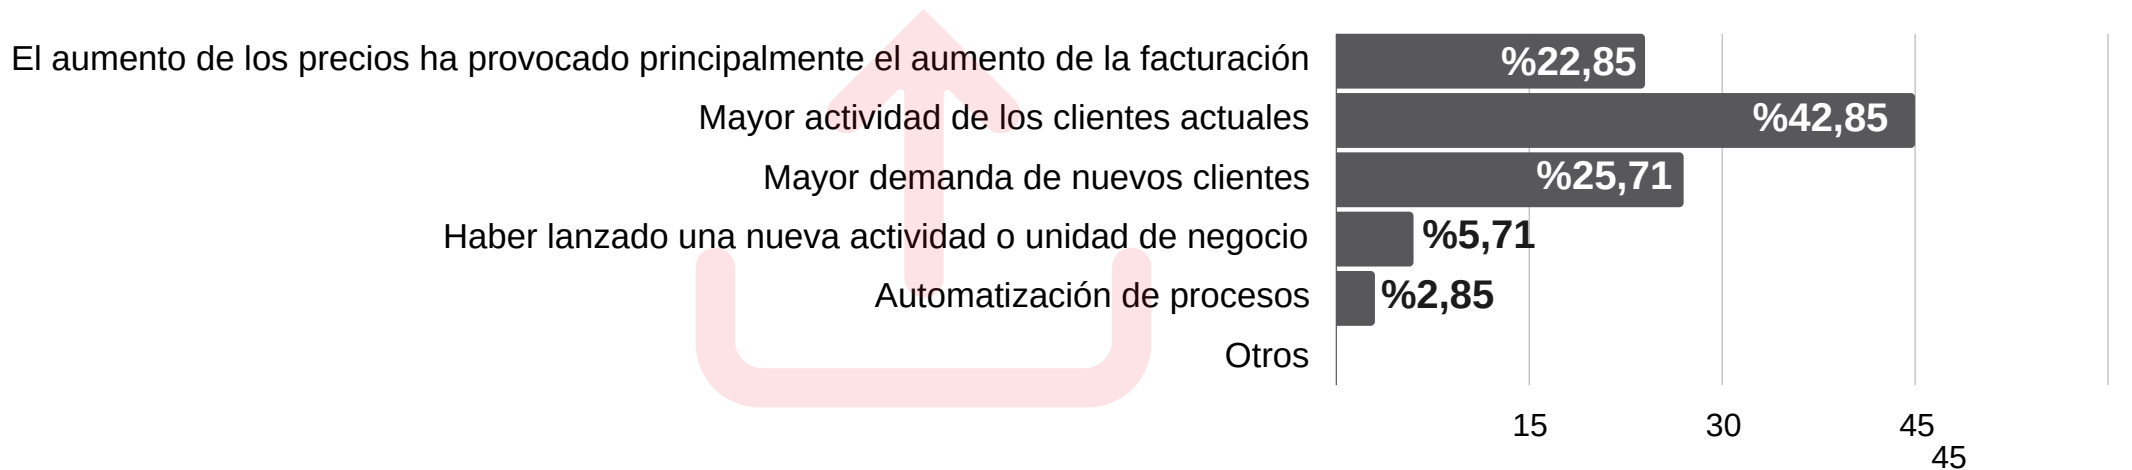 El aumento de los precios ha provocado principalmente el aumento de la facturación %22,85
Mayor actividad de los clientes actuales %42,85
Mayor demanda de nuevos clientes %25,71
Haber lanzado una nueva actividad o unidad de negocio %5,71
Automatización de procesos %2,85
Otros
15 30 45
45